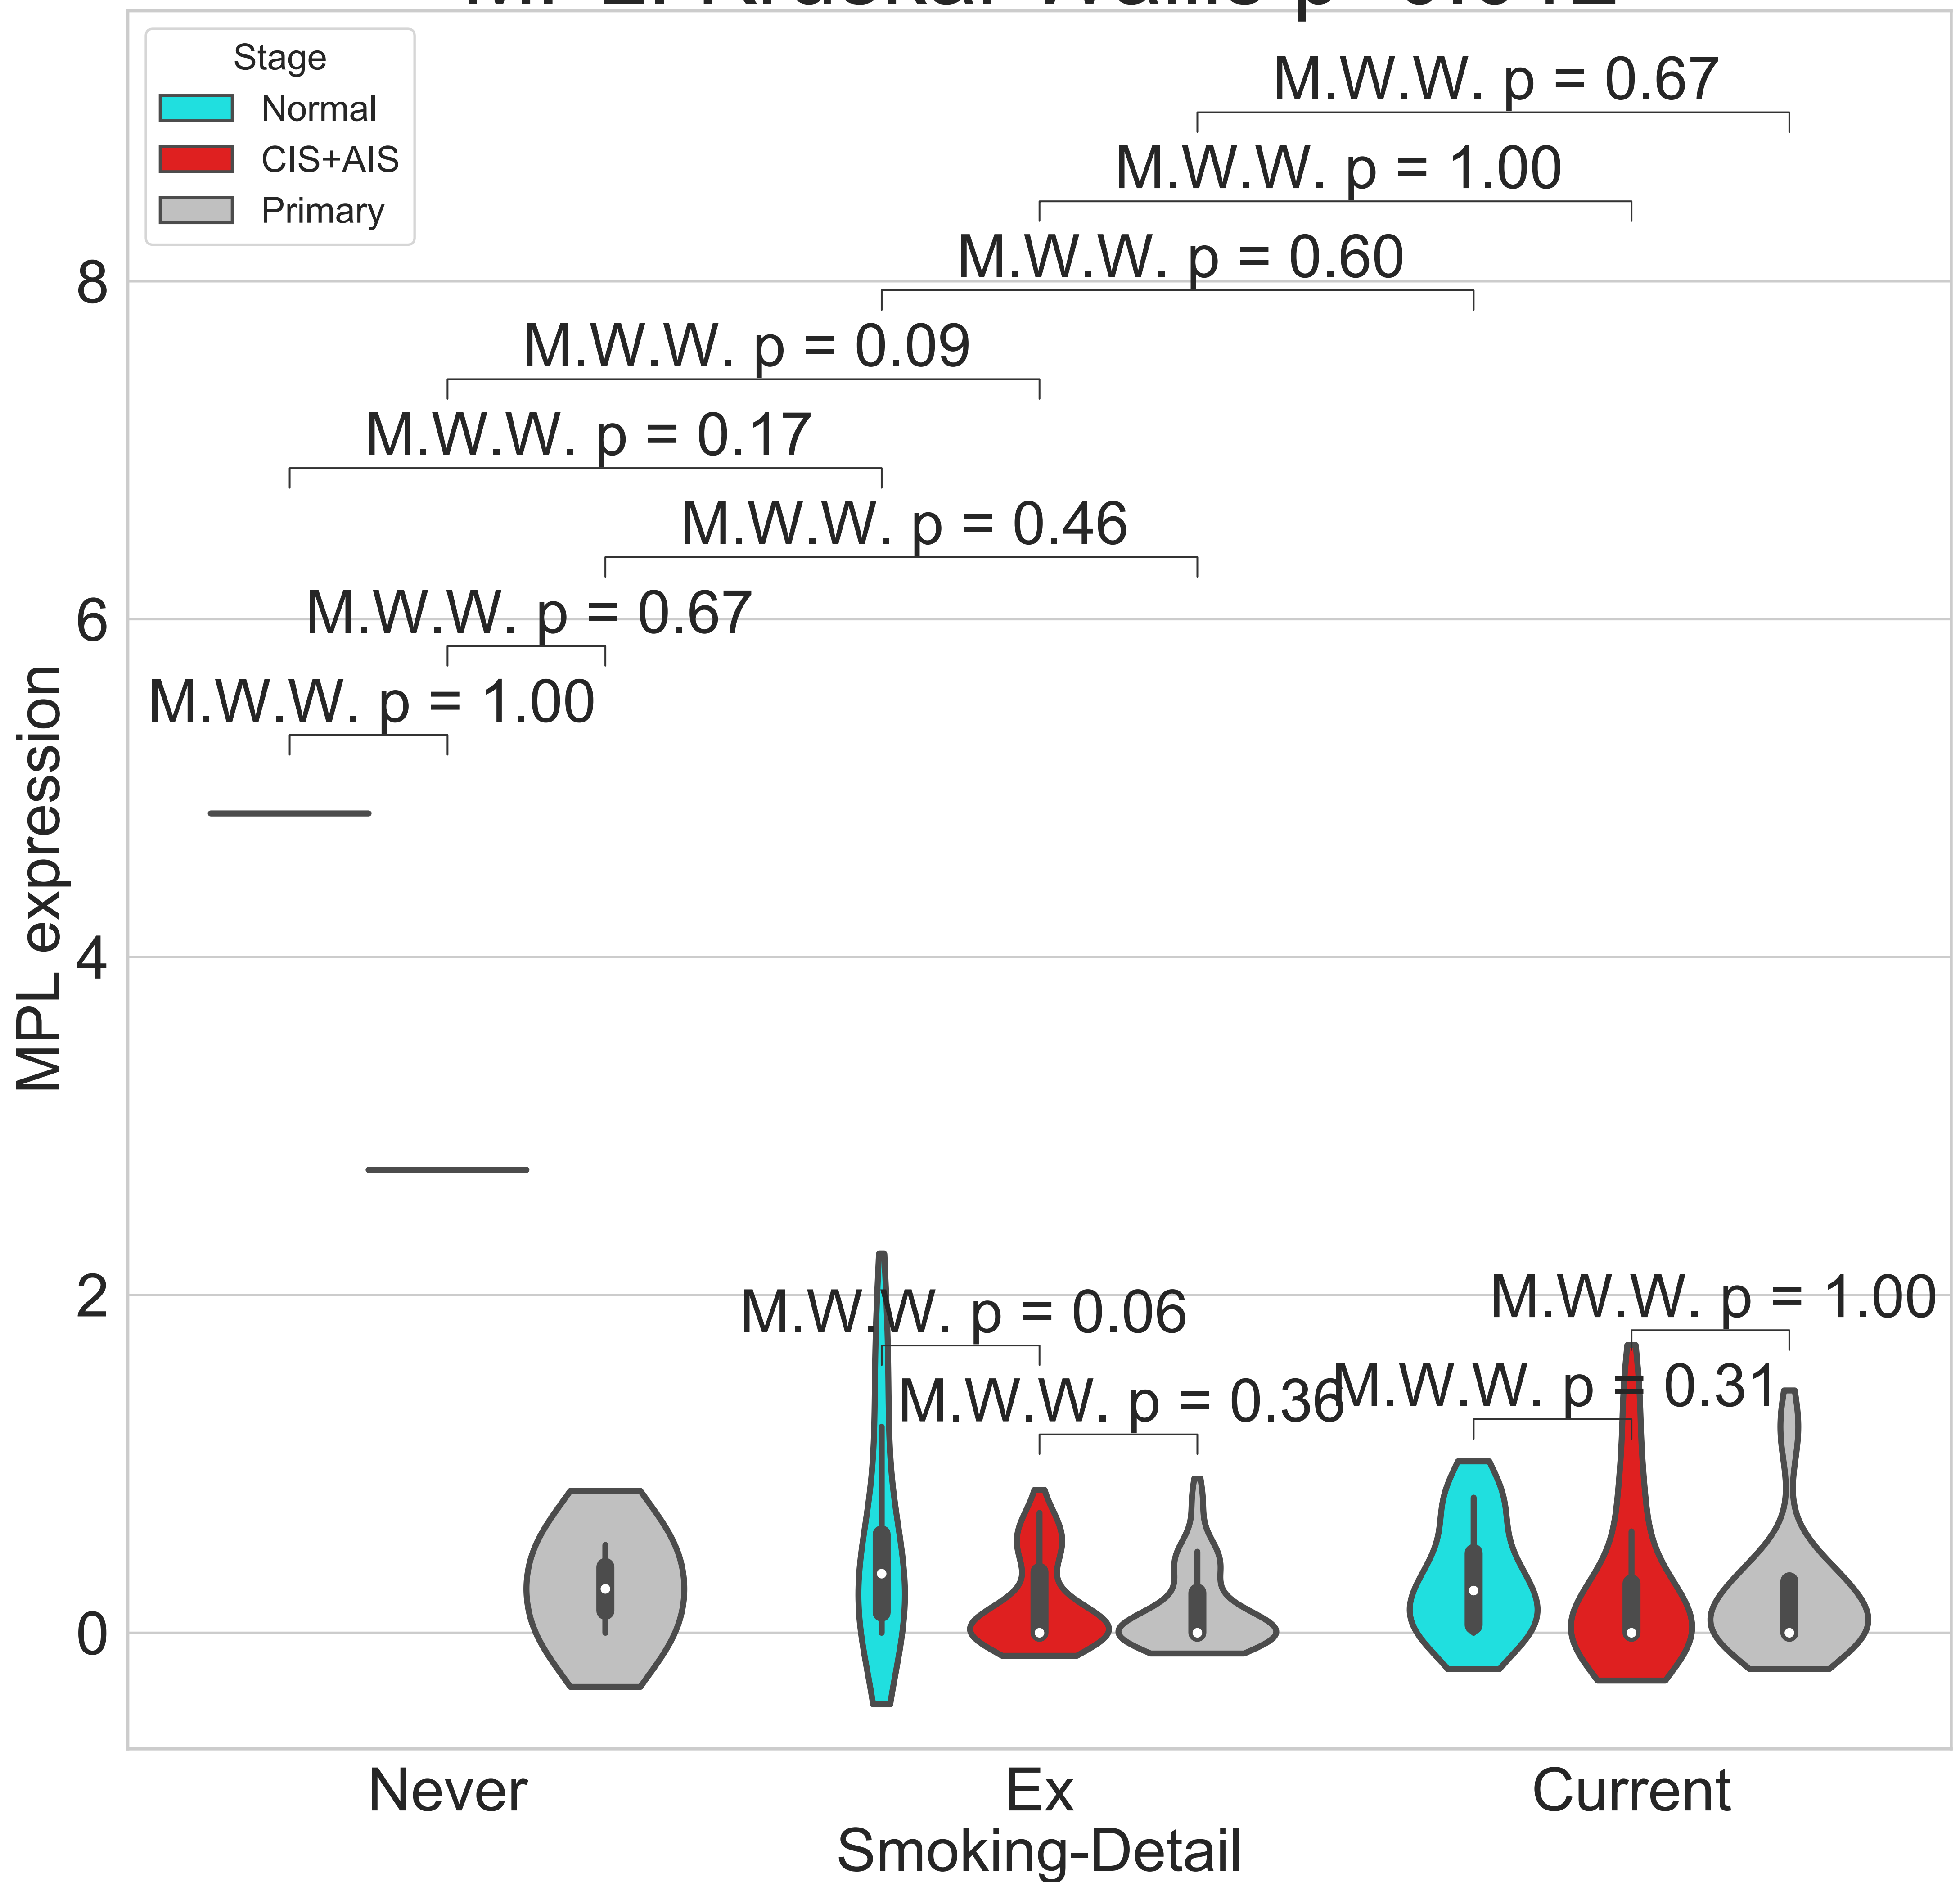 Stage
Normal
CIS+AIS
Primary
M.W.W. p = 0.67
M.W.W. p = 1.00
M.W.W. p = 0.60
M.W.W. p = 0.09
M.W.W. p = 0.17
M.W.W. p = 0.46
M.W.W. p = 0.67
M.W.W. p = 1.00
M.W.W. p = 0.06
M.W.W. p = 1.00
M.W.W. p = 0.36
M.W.W. p = 0.31
8
6
4
2
0
MPL expression
Never
Ex
Current
Smoking-Detail